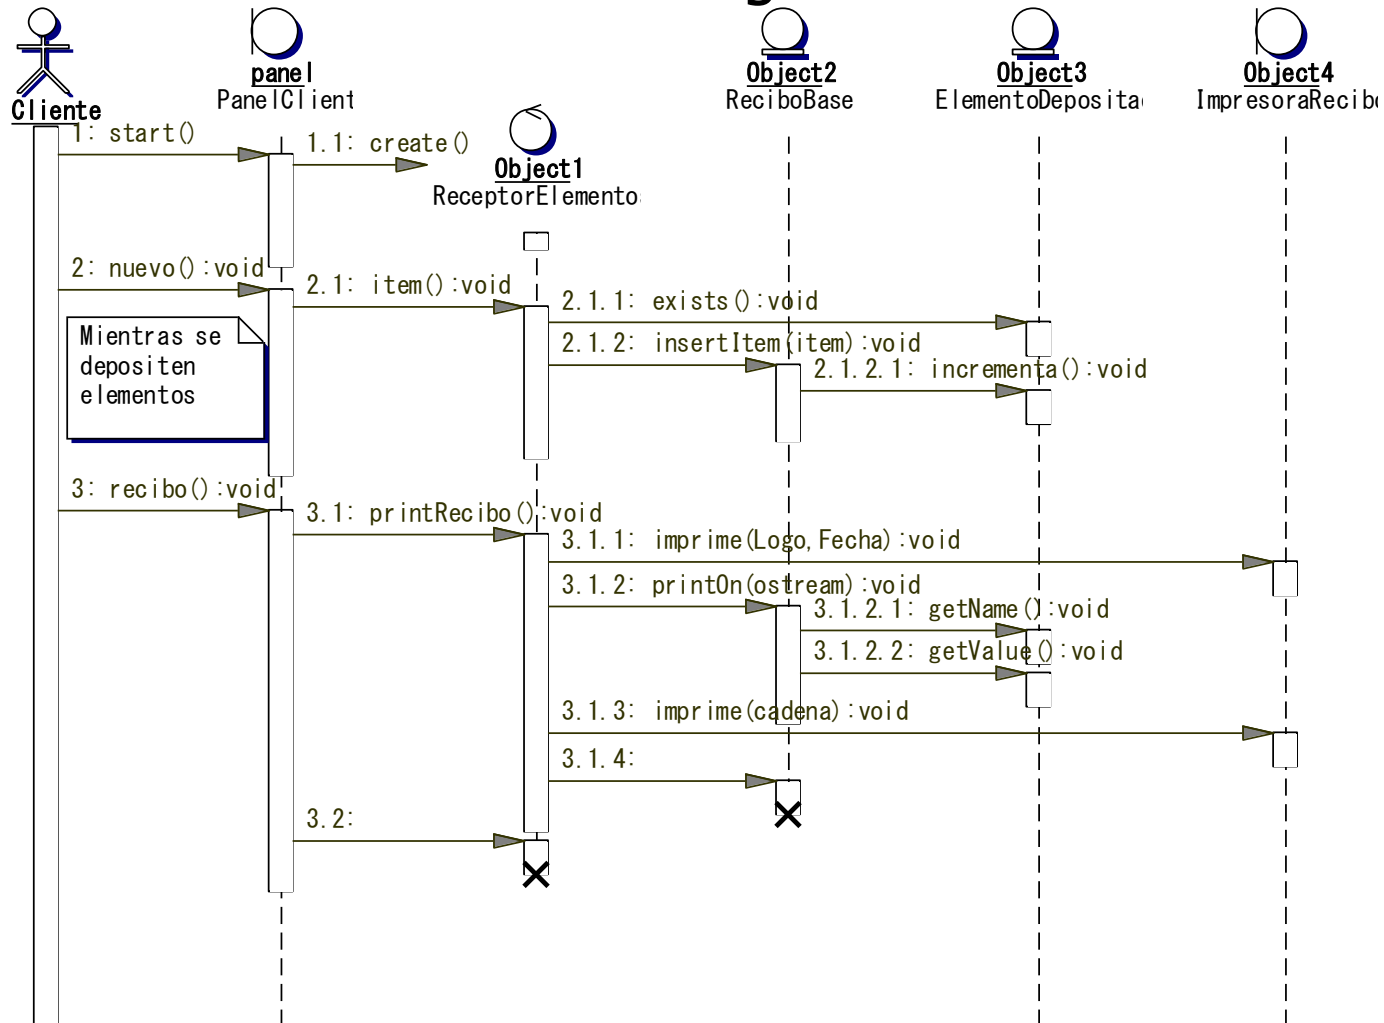 Cliente
panel
PanelClient
Object1
ReceptorElemento
Object2
ReciboBase
Object3
ElementoDeposita
Object4
ImpresoraRecibo
1: start()
1.1: create()
2: nuevo():void
2.1: item():void
2.1.1: exists():void
2.1.2: insertItem(item):void
2.1.2.1: incrementa():void
Mientras se
depositen
elementos
3: recibo():void
3.1: printRecibo():void
3.1.1: imprime(Logo,Fecha):void
3.1.2: printOn(ostream):void
3.1.2.1: getName():void
3.1.2.2: getValue():void
3.1.3: imprime(cadena):void
3.1.4:
3.2: